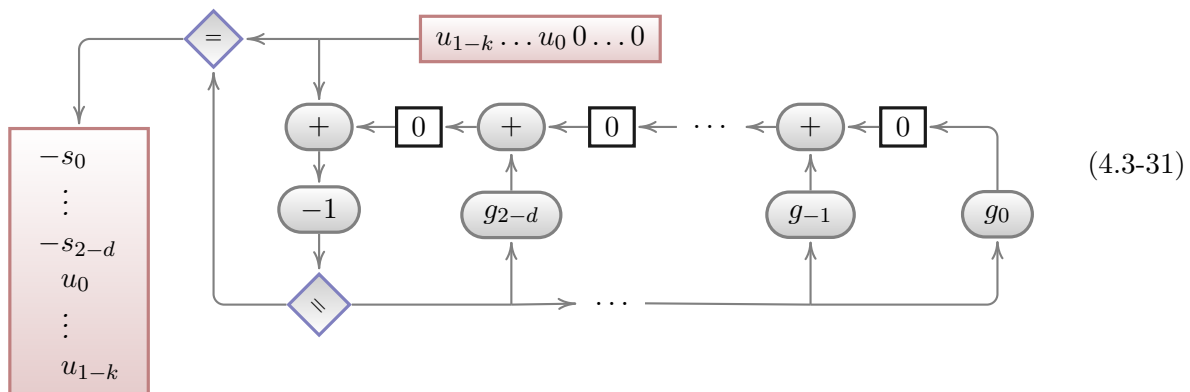 =
u_{1−k} … u_0 0 … 0
+ 0 + 0 ⋯ + 0
(4.3-31)
−s_0
⋮
−s_{2−d}
u_0
⋮
u_{1−k}
−1 g_{2−d} g_{−1} g_0
= ⋯